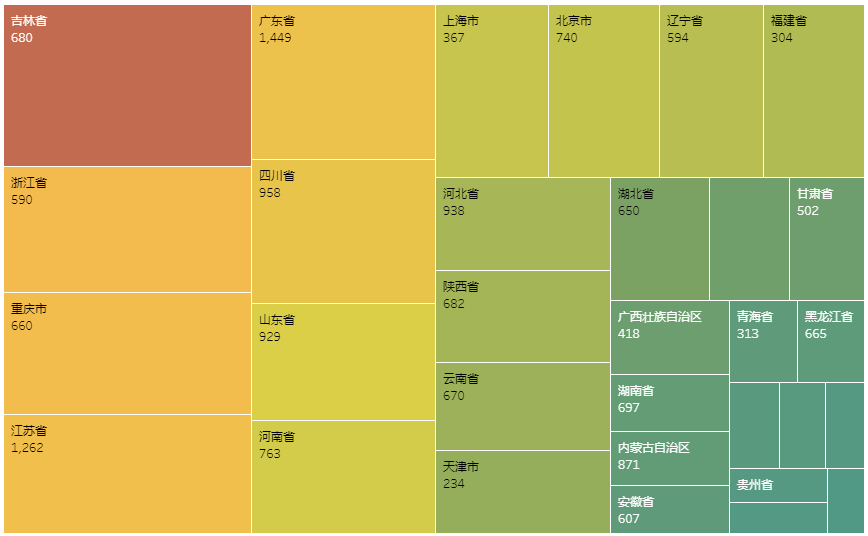 吉林省
680
浙江省
590
重庆市
660
江苏省
1,262
广东省
1,449
四川省
958
山东省
929
河南省
763
上海市
367
北京市
740
辽宁省
594
福建省
304
河北省
938
陕西省
682
云南省
670
天津市
234
湖北省
650
甘肃省
502
广西壮族自治区
418
湖南省
697
内蒙古自治区
871
安徽省
607
青海省
313
黑龙江省
665
贵州省